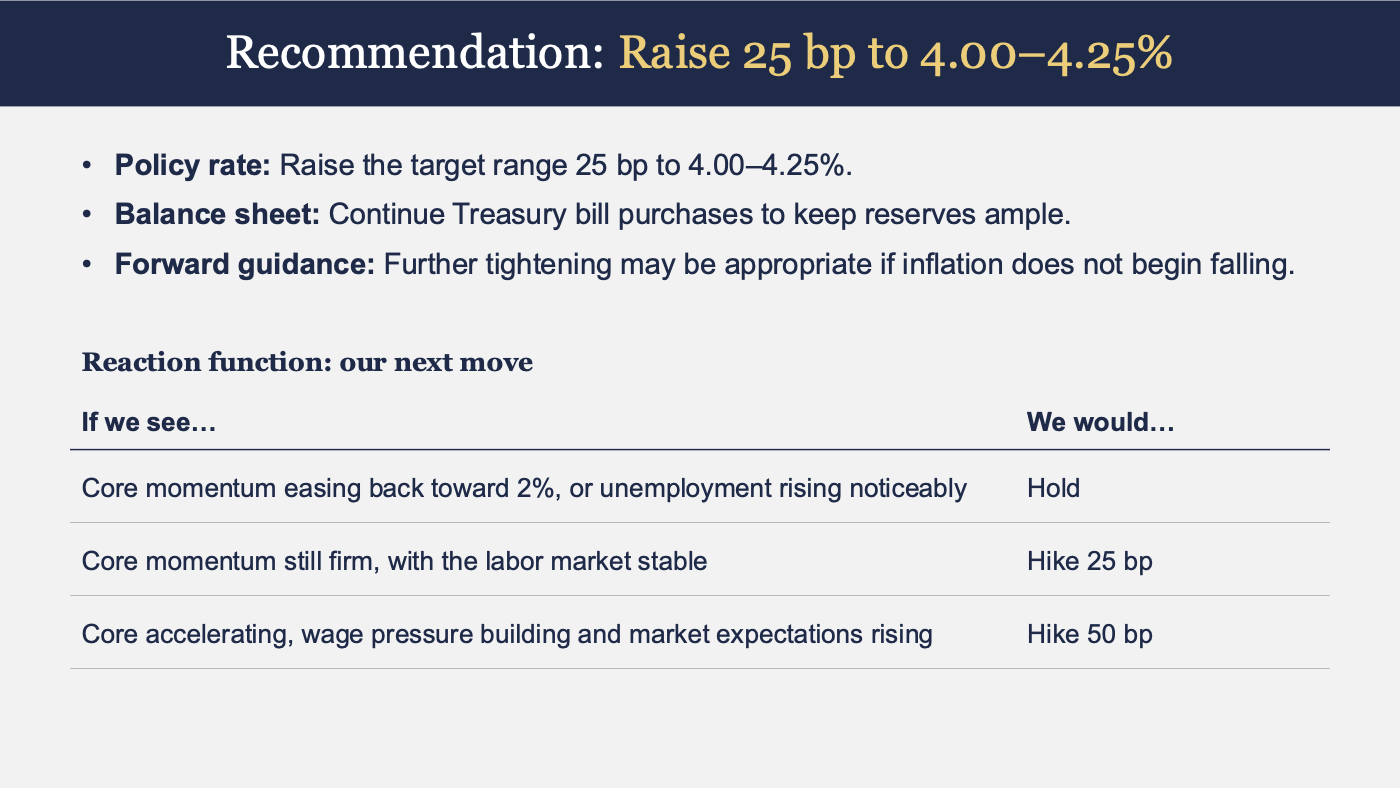 Recommendation: Raise 25 bp to 4.00–4.25%
• Policy rate: Raise the target range 25 bp to 4.00–4.25%.
• Balance sheet: Continue Treasury bill purchases to keep reserves ample.
• Forward guidance: Further tightening may be appropriate if inflation does not begin falling.
Reaction function: our next move
If we see… We would…
Core momentum easing back toward 2%, or unemployment rising noticeably Hold
Core momentum still firm, with the labor market stable Hike 25 bp
Core accelerating, wage pressure building and market expectations rising Hike 50 bp